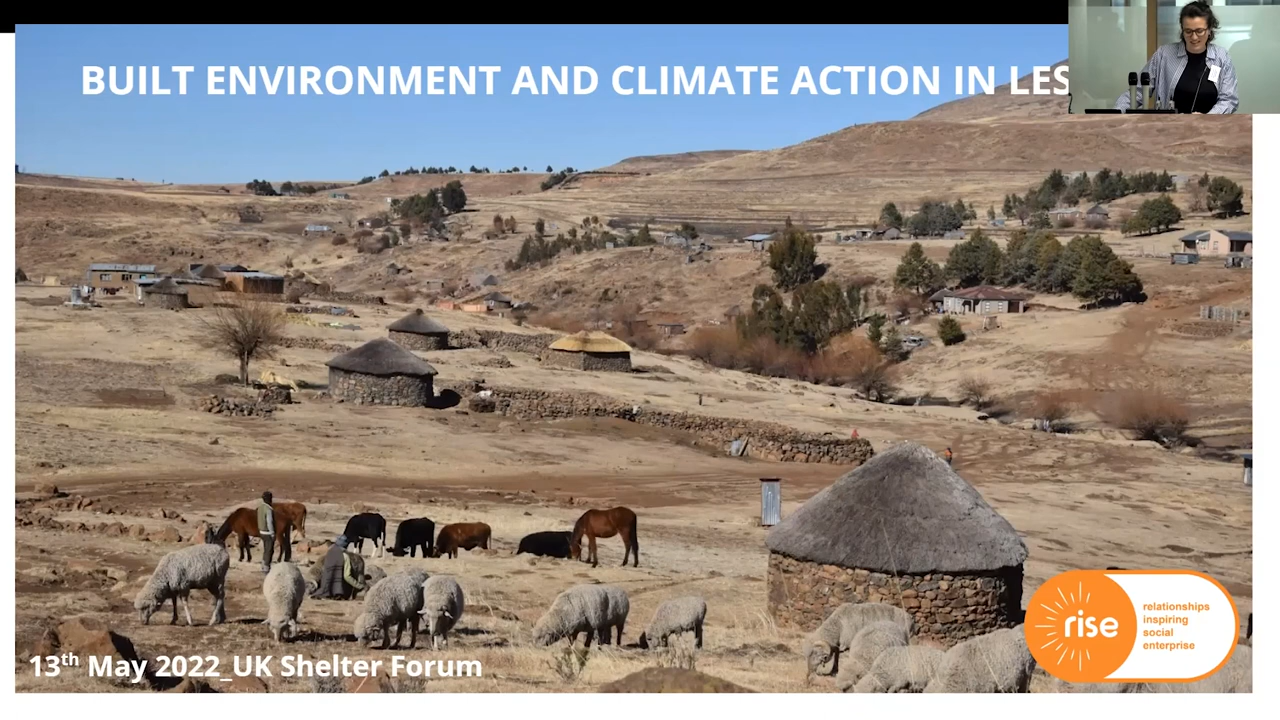 BUILT ENVIRONMENT AND CLIMATE ACTION IN LES
13th May 2022_UK Shelter Forum
rise
relationships
inspiring
social
enterprise